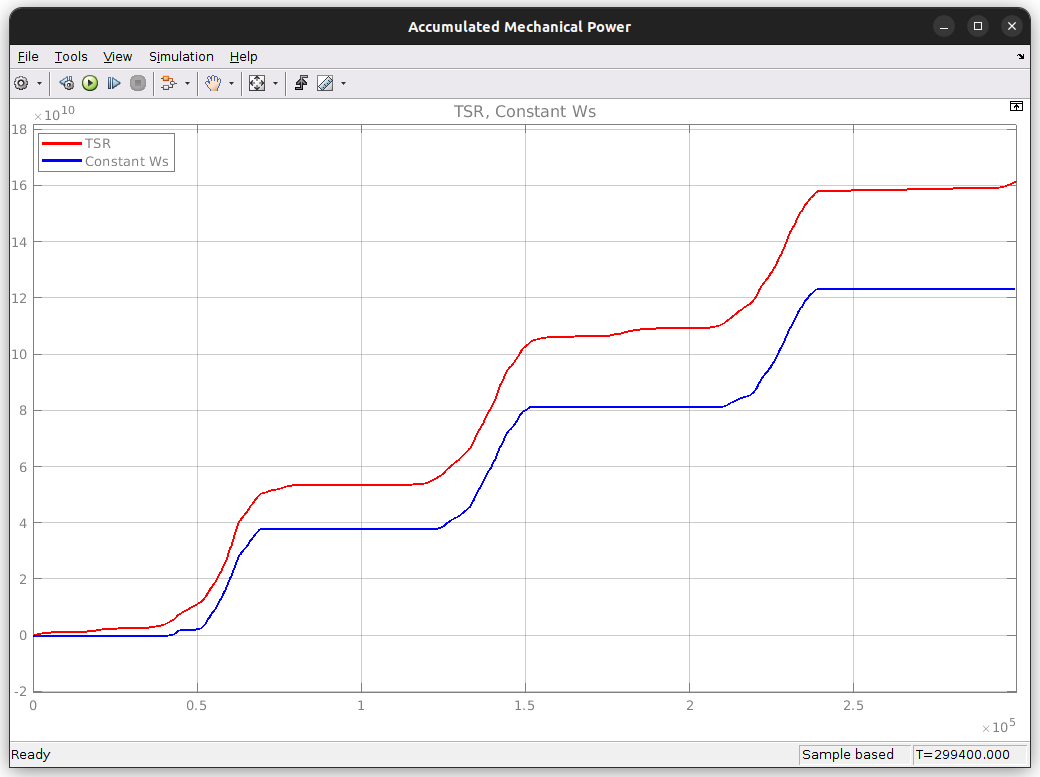 Accumulated Mechanical Power
File Tools View Simulation Help
×10^10
TSR, Constant Ws
18
TSR
Constant Ws
16
14
12
10
8
6
4
2
0
-2
0 0.5 1 1.5 2 2.5
×10^5
Ready Sample based T=299400.000